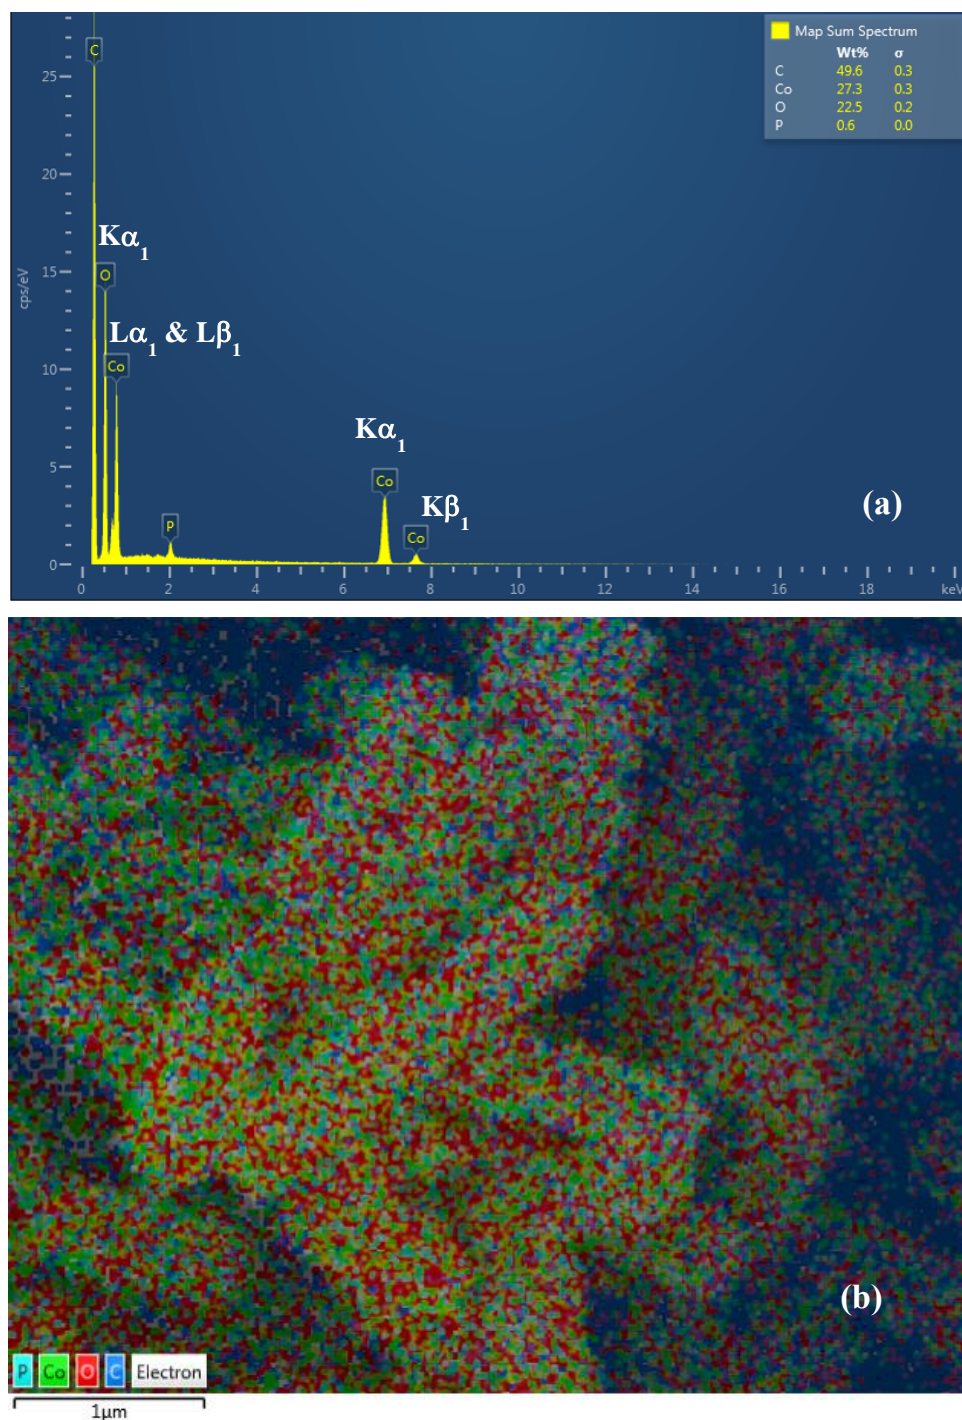 Map Sum Spectrum
Wt% σ
C 49.6 0.3
Co 27.3 0.3
O 22.5 0.2
P 0.6 0.0
C
25
20
Kα1
15
O
cps/eV
Lα1 & Lβ1
Co
10
Kα1
5
Co
Kβ1
(a)
P
Co
0
0 2 4 6 8 10 12 14 16 18 keV
(b)
P Co O C Electron
1µm